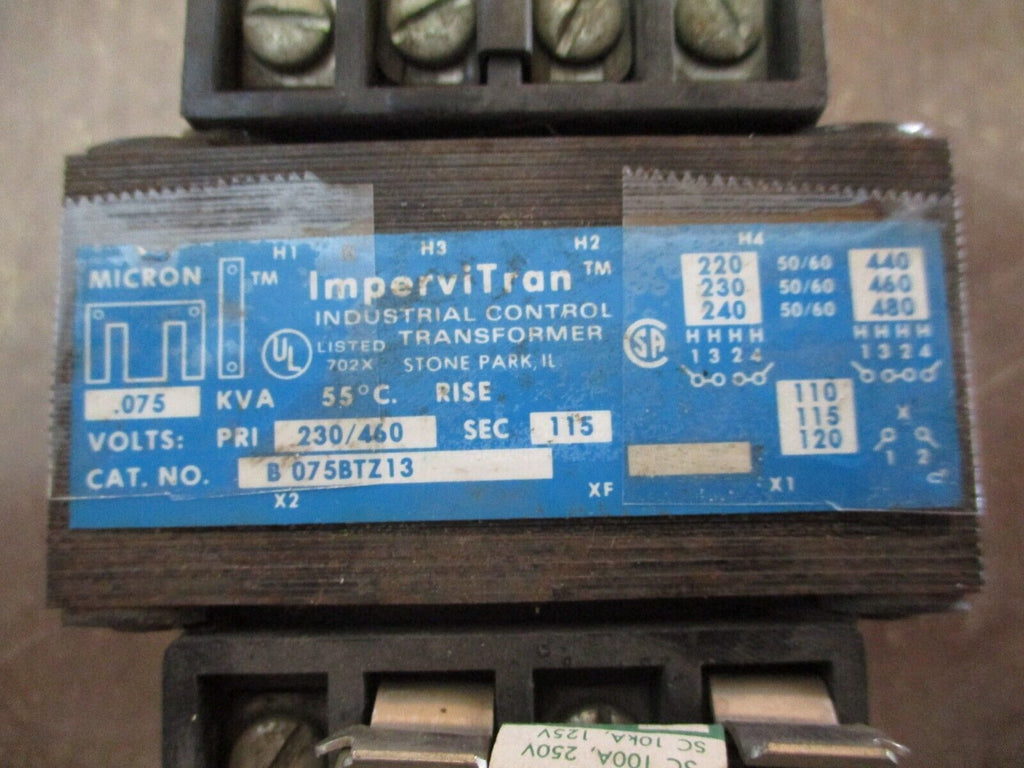 H1 H3 H2 H4
MICRON ™
ImperviTran ™
INDUSTRIAL CONTROL
TRANSFORMER
UL LISTED
702X
STONE PARK, IL
.075 KVA 55°C. RISE
VOLTS: PRI 230/460 SEC 115
CAT. NO. B 075BTZ13
X2 XF X1
SA
220 50/60 440
230 50/60 460
240 50/60 480
H H H H H H H H
1 3 2 4 1 3 2 4
110
115
120
X
1 2
SC 100A, 250V
SC 10kA, 125V